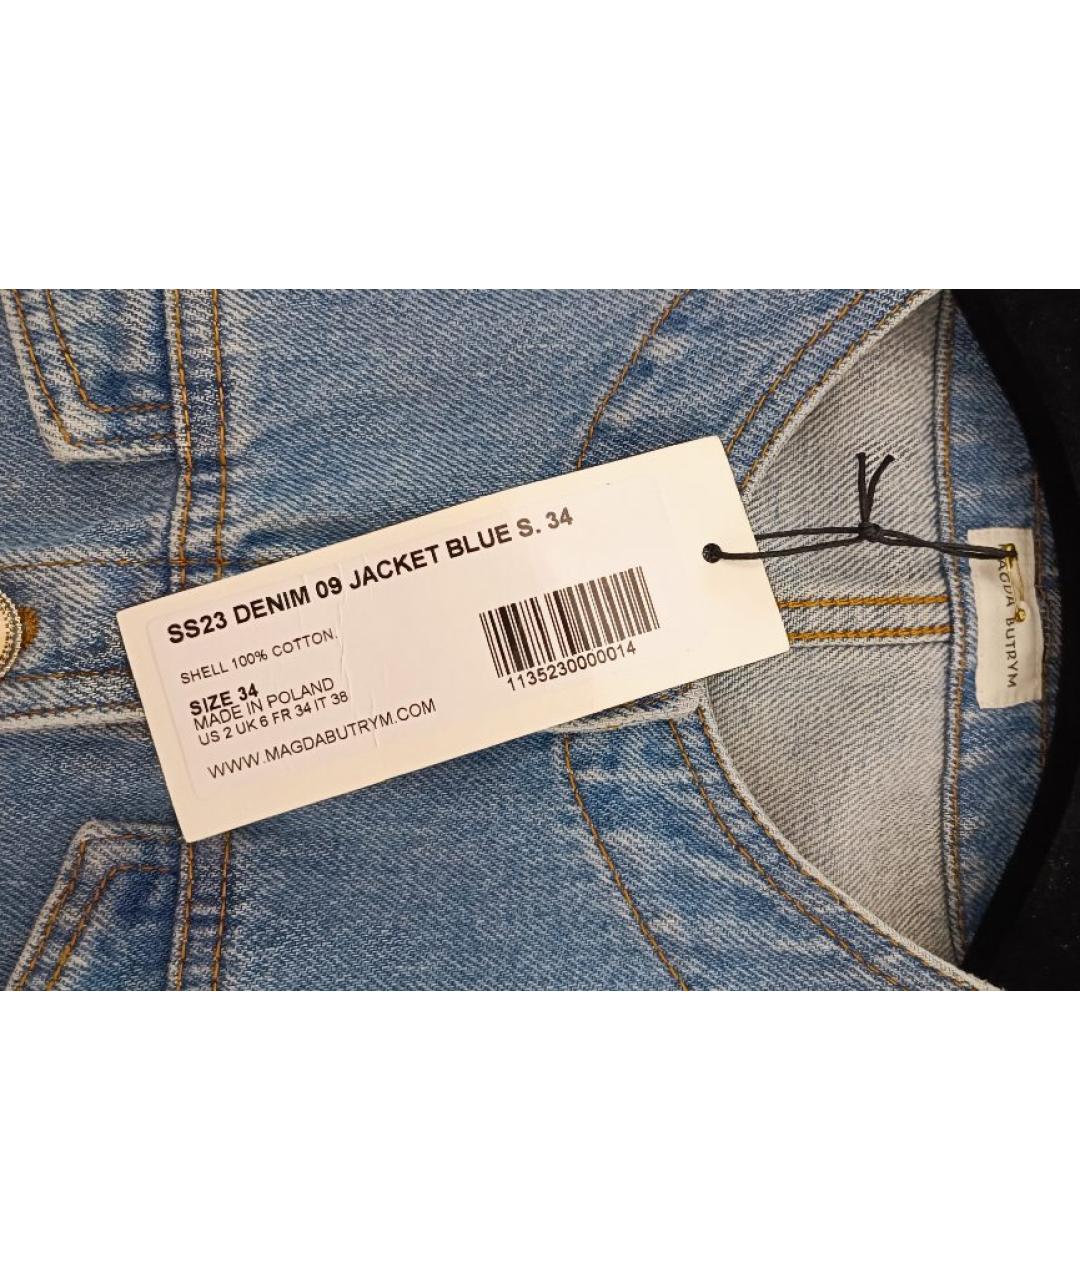 SS23 DENIM 09 JACKET BLUE S. 34
SHELL 100% COTTON,
SIZE 34
MADE IN POLAND
US 2 UK 6 FR 34 IT 38
WWW.MAGDABUTRYM.COM
1135230000014
MAGDA BUTRYM